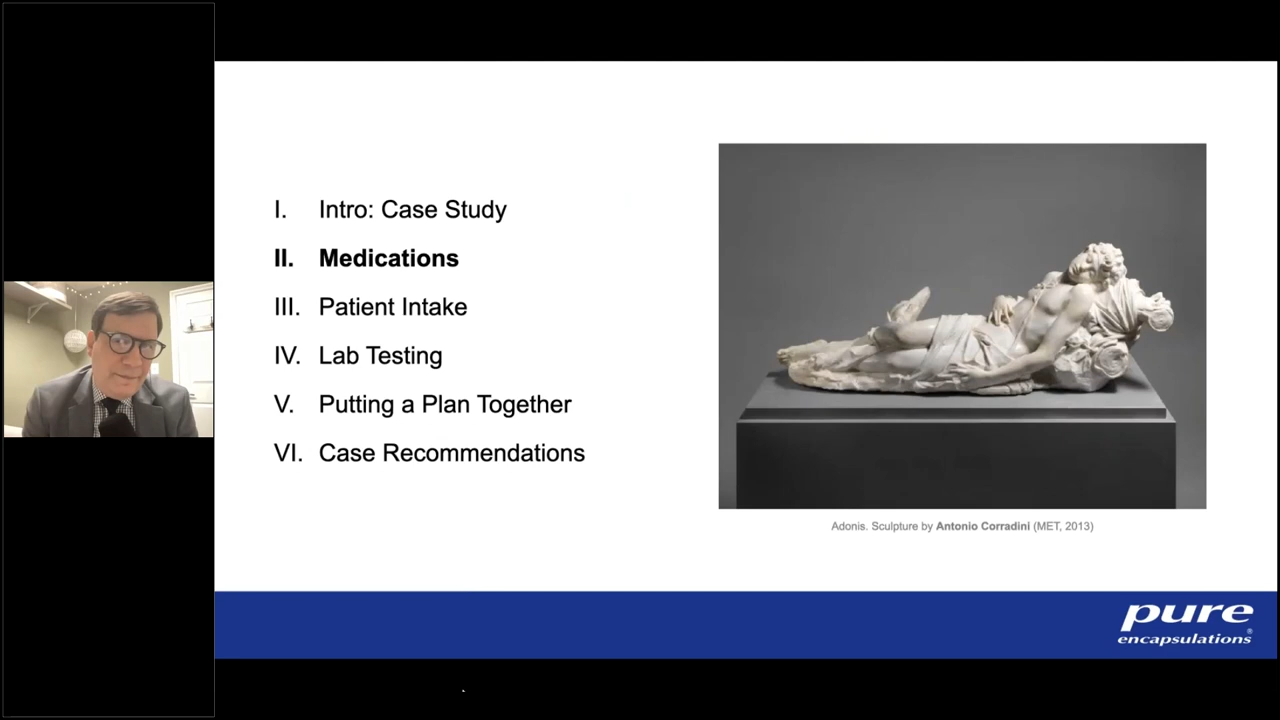 I. Intro: Case Study
II. Medications
III. Patient Intake
IV. Lab Testing
V. Putting a Plan Together
VI. Case Recommendations
Adonis. Sculpture by Antonio Corradini (MET, 2013)
pure
encapsulations®